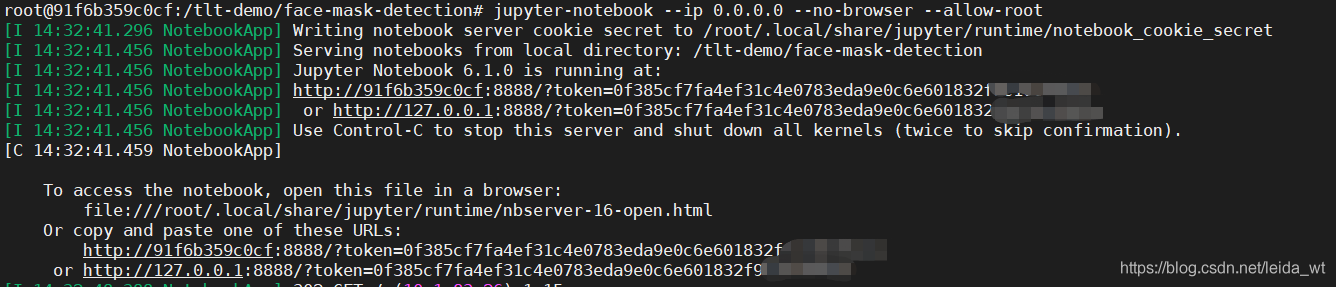 root@91f6b359c0cf:/tlt-demo/face-mask-detection# jupyter-notebook --ip 0.0.0.0 --no-browser --allow-root
[I 14:32:41.296 NotebookApp] Writing notebook server cookie secret to /root/.local/share/jupyter/runtime/notebook_cookie_secret
[I 14:32:41.456 NotebookApp] Serving notebooks from local directory: /tlt-demo/face-mask-detection
[I 14:32:41.456 NotebookApp] Jupyter Notebook 6.1.0 is running at:
[I 14:32:41.456 NotebookApp] http://91f6b359c0cf:8888/?token=0f385cf7fa4ef31c4e0783eda9e0c6e601832f
[I 14:32:41.456 NotebookApp] or http://127.0.0.1:8888/?token=0f385cf7fa4ef31c4e0783eda9e0c6e601832
[I 14:32:41.456 NotebookApp] Use Control-C to stop this server and shut down all kernels (twice to skip confirmation).
[C 14:32:41.459 NotebookApp]
To access the notebook, open this file in a browser:
file:///root/.local/share/jupyter/runtime/nbserver-16-open.html
Or copy and paste one of these URLs:
http://91f6b359c0cf:8888/?token=0f385cf7fa4ef31c4e0783eda9e0c6e601832f
or http://127.0.0.1:8888/?token=0f385cf7fa4ef31c4e0783eda9e0c6e601832f9
https://blog.csdn.net/leida_wt